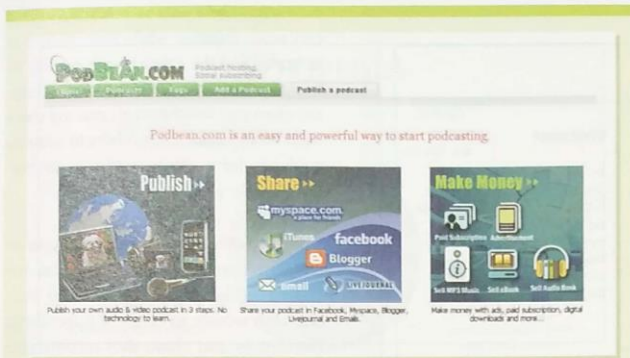 PodBean.COM
Podcast Hosting,
Social Subscribing
Home Podcasts Tags Add a Podcast Publish a podcast
Podbean.com is an easy and powerful way to start podcasting.
Publish
Share
myspace.com.
a place for friends
iTunes
facebook
Blogger
email
LIVEJOURNAL
Make Money
Paid Subscription Advertisement
Sell MP3 Music Sell eBook Sell Audio Book
Publish your own audio & video podcast in 3 steps. No
technology to learn.
Share your podcast in Facebook, Myspace, Blogger,
Livejournal and Emails.
Make money with ads, paid subscription, digital
downloads and more...